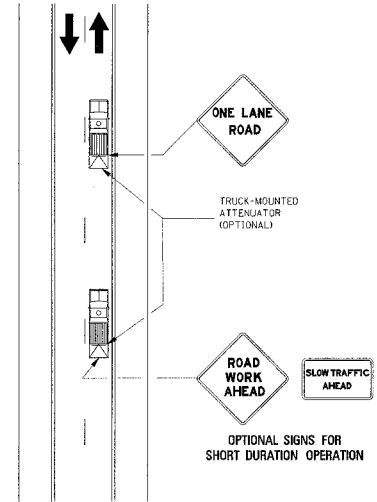 ONE LANE
ROAD
TRUCK-MOUNTED
ATTENUATOR
(OPTIONAL)
ROAD
WORK
AHEAD
SLOW TRAFFIC
AHEAD
OPTIONAL SIGNS FOR
SHORT DURATION OPERATION